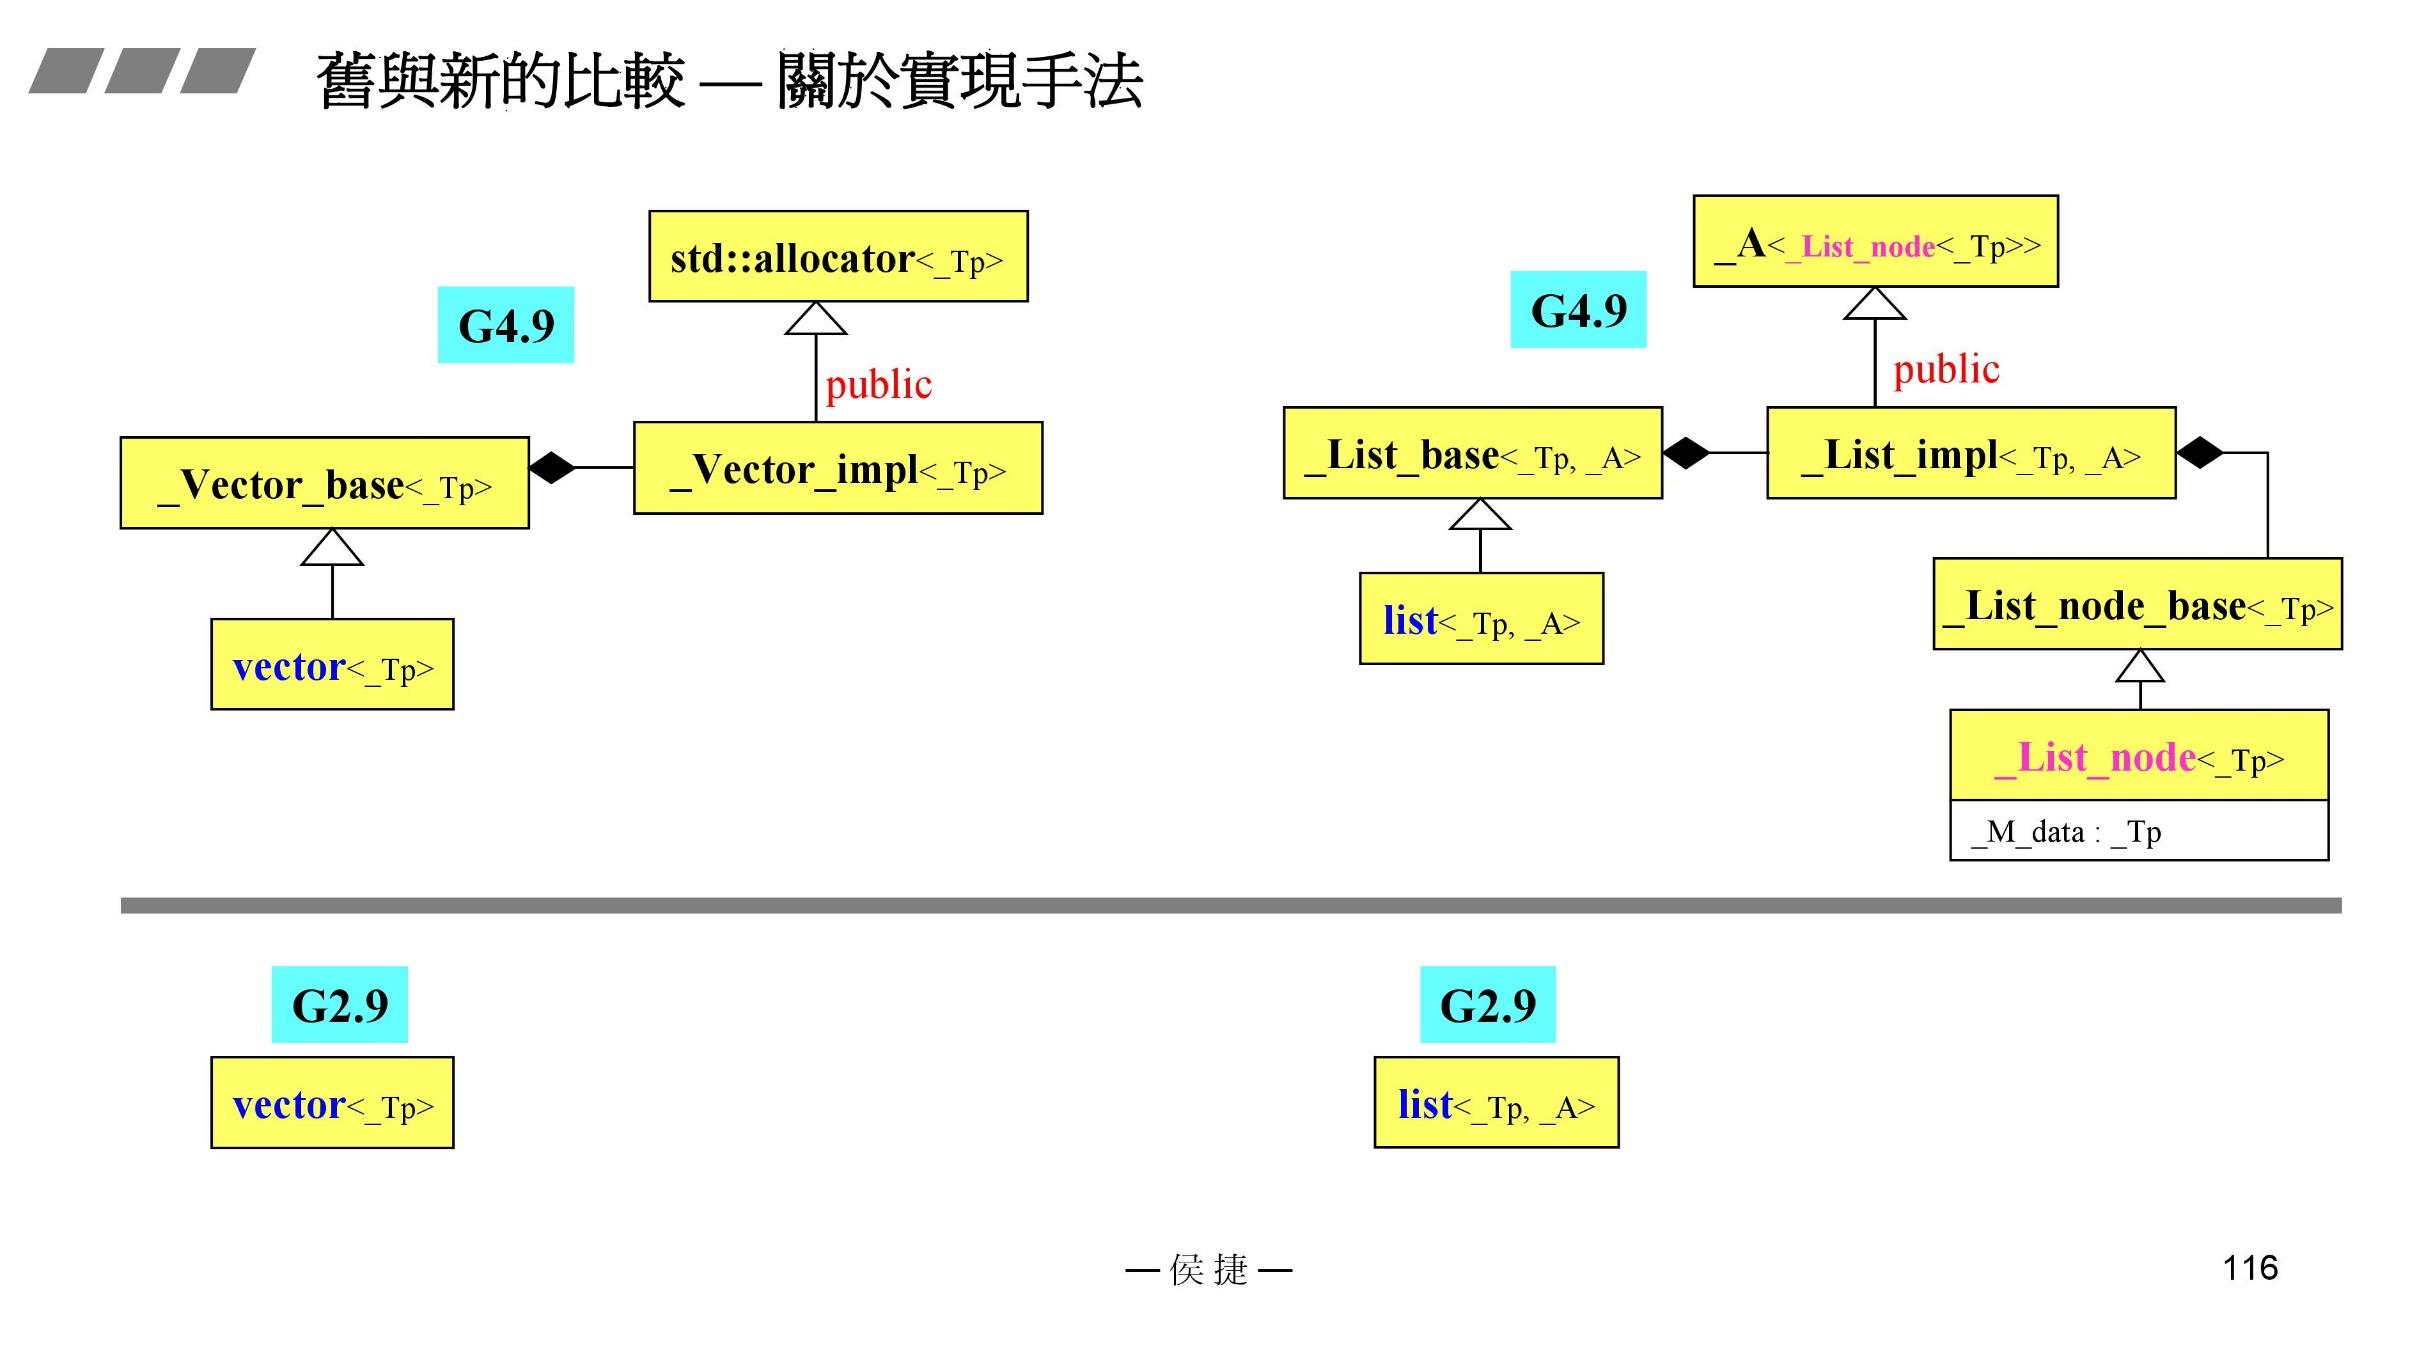 舊與新的比較 — 關於實現手法
std::allocator<_Tp>
G4.9
public
_Vector_base<_Tp>
_Vector_impl<_Tp>
vector<_Tp>
_A<_List_node<_Tp>>
G4.9
public
_List_base<_Tp, _A>
_List_impl<_Tp, _A>
list<_Tp, _A>
_List_node_base<_Tp>
_List_node<_Tp>
_M_data : _Tp
G2.9
vector<_Tp>
G2.9
list<_Tp, _A>
— 侯 捷 —
116